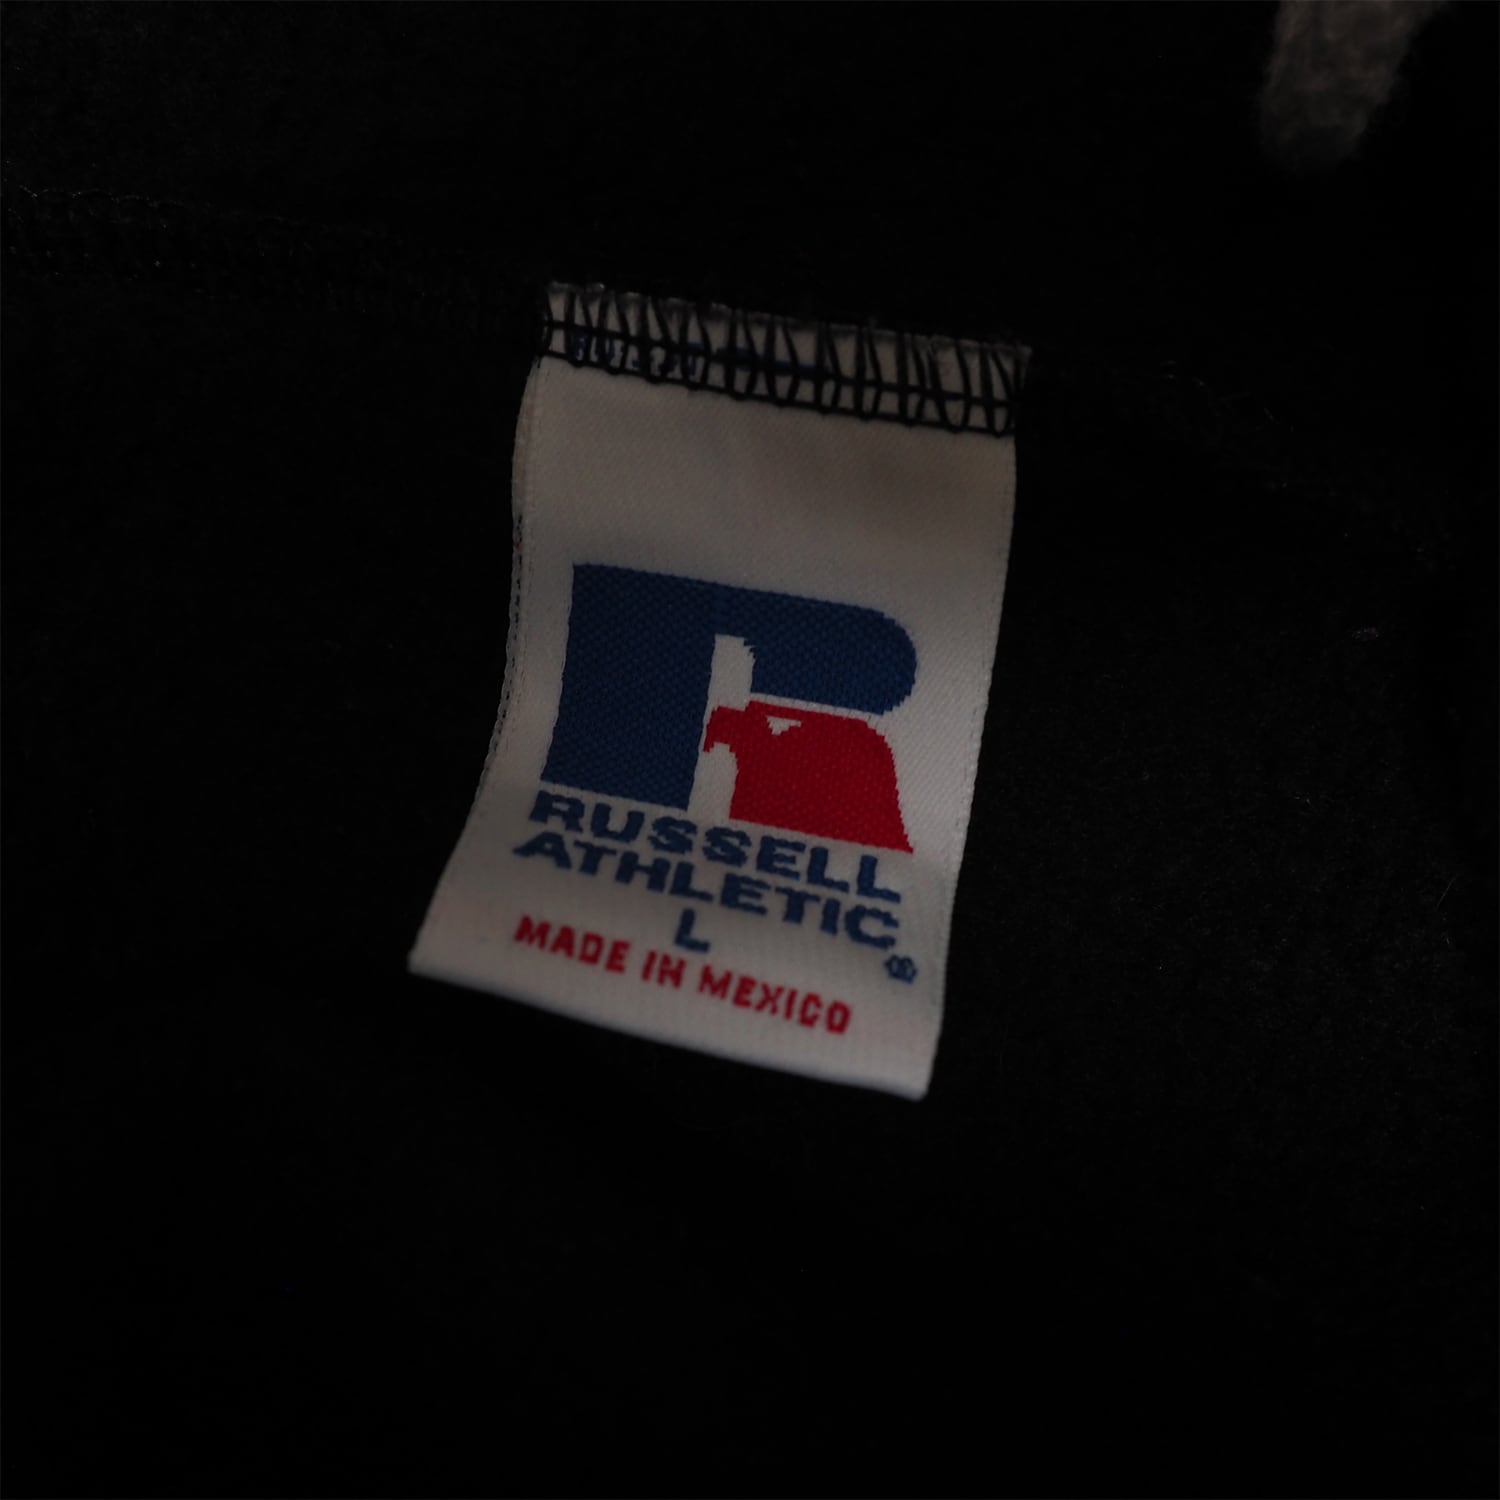 R
RUSSELL
ATHLETIC
L
®
MADE IN MEXICO